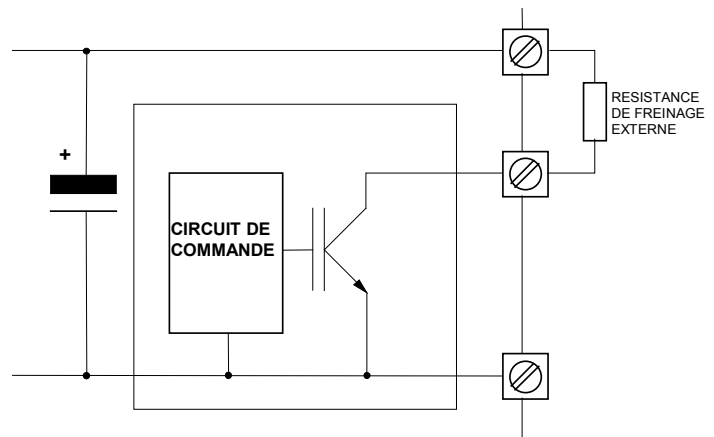 RESISTANCE
DE FREINAGE
EXTERNE
+
CIRCUIT DE
COMMANDE